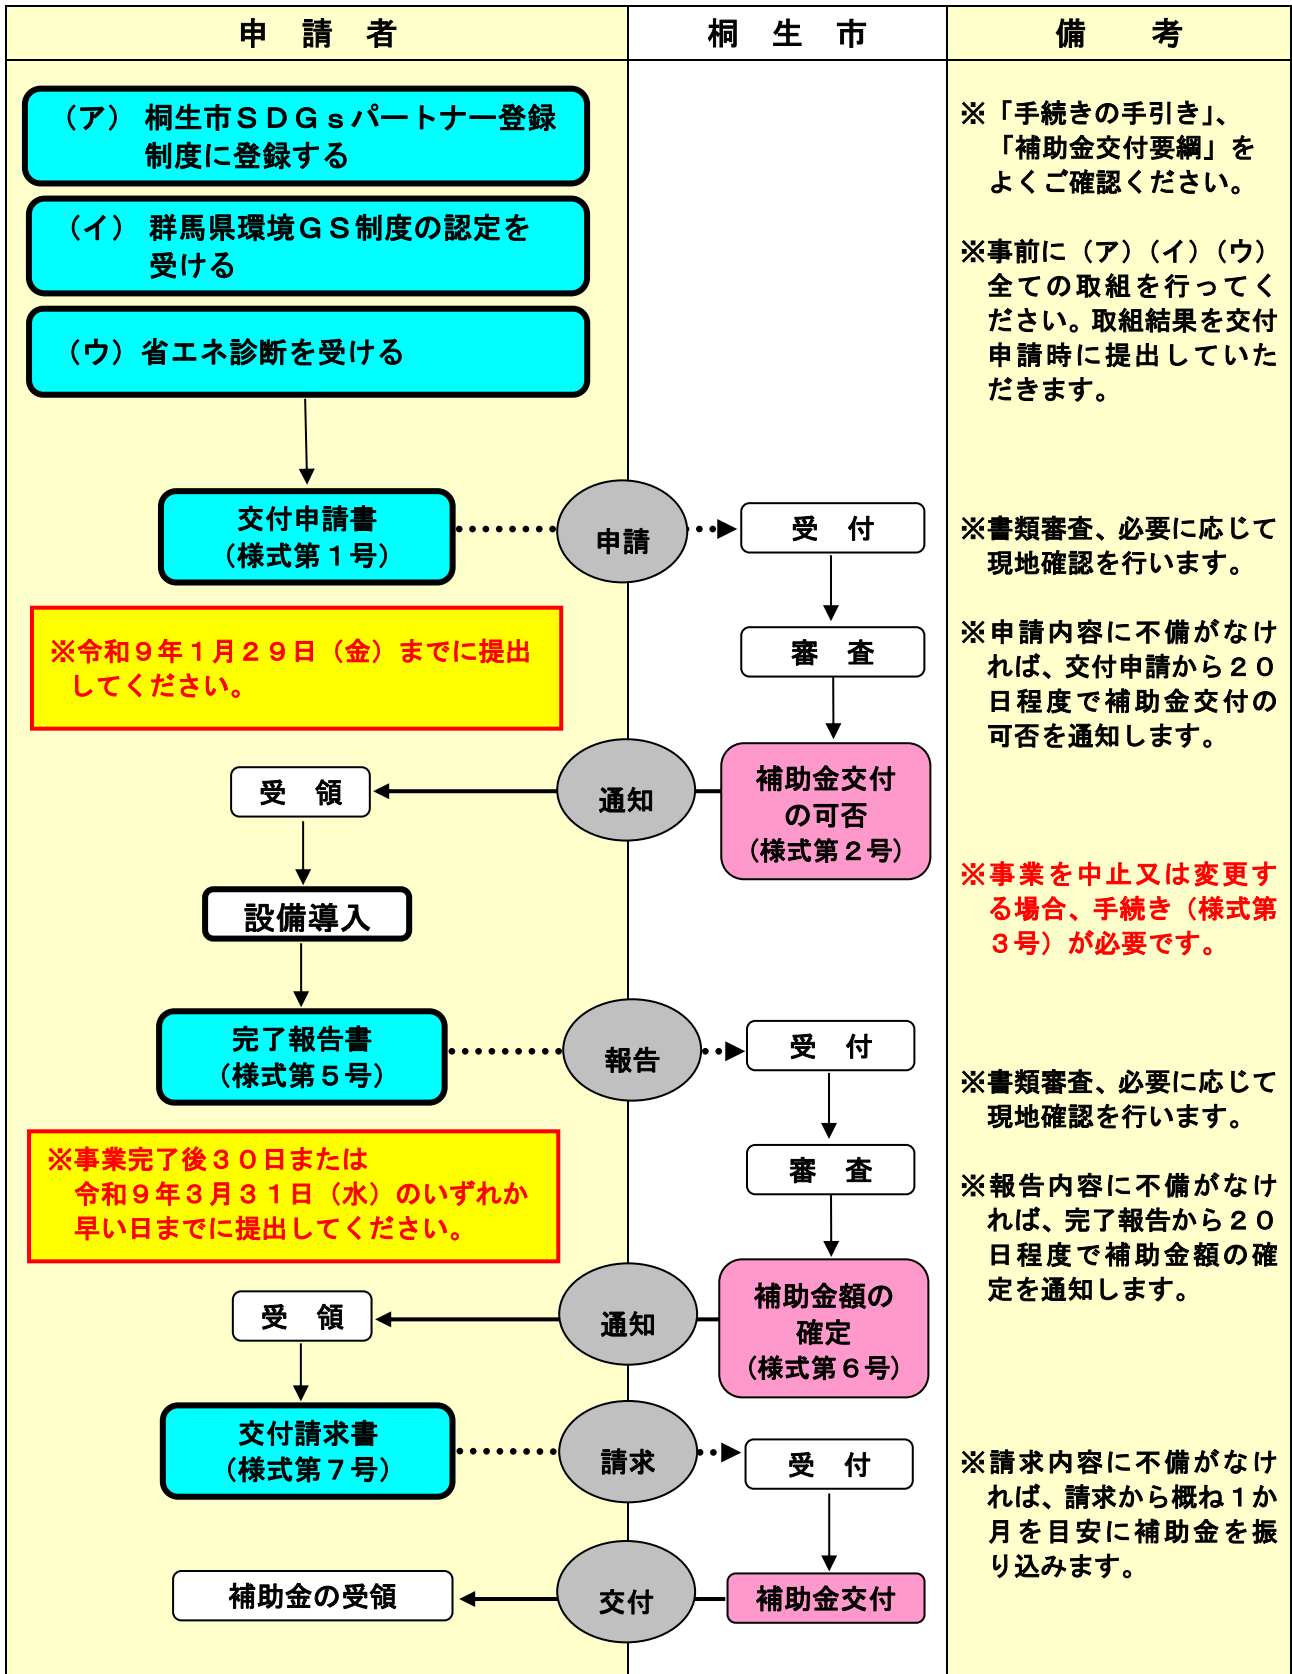 申　請　者
桐　生　市
備　　考
（ア） 桐生市ＳＤＧｓパートナー登録
制度に登録する
（イ） 群馬県環境ＧＳ制度の認定を
受ける
（ウ）省エネ診断を受ける
※「手続きの手引き」、
「補助金交付要綱」を
よくご確認ください。
※事前に（ア）（イ）（ウ）
全ての取組を行ってく
ださい。取組結果を交付
申請時に提出していた
だきます。
交付申請書
（様式第１号）
申請
受　付
※書類審査、必要に応じて
現地確認を行います。
※令和９年１月２９日（金）までに提出
してください。
審　査
※申請内容に不備がなけ
れば、交付申請から２０
日程度で補助金交付の
可否を通知します。
補助金交付
の可否
（様式第２号）
通知
受　領
設備導入
※事業を中止又は変更す
る場合、手続き（様式第
３号）が必要です。
完了報告書
（様式第５号）
報告
受　付
※書類審査、必要に応じて
現地確認を行います。
※事業完了後３０日または
令和９年３月３１日（水）のいずれか
早い日までに提出してください。
審　査
※報告内容に不備がなけ
れば、完了報告から２０
日程度で補助金額の確
定を通知します。
補助金額の
確定
（様式第６号）
通知
受　領
交付請求書
（様式第７号）
請求
受　付
※請求内容に不備がなけ
れば、請求から概ね１か
月を目安に補助金を振
り込みます。
補助金交付
交付
補助金の受領